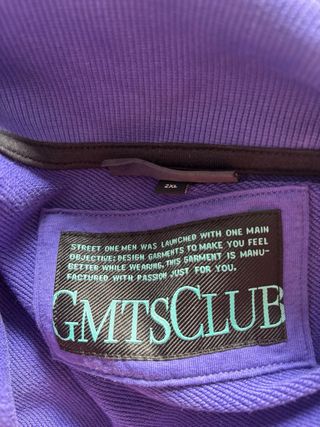 2XL
STREET ONE MEN WAS LAUNCHED WITH ONE MAIN
OBJECTIVE: DESIGN GARMENTS TO MAKE YOU FEEL
BETTER WHILE WEARING. THIS GARMENT IS MANU-
FACTURED WITH PASSION JUST FOR YOU.
GMTSCLUB